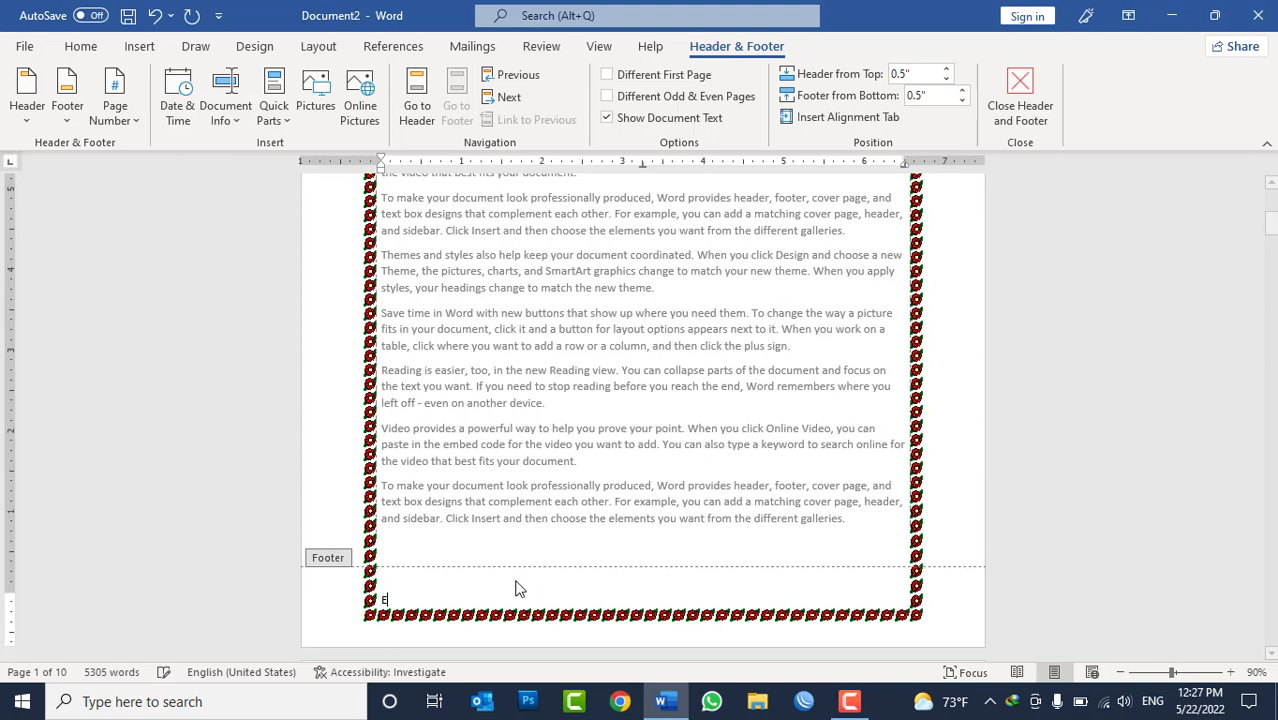 AutoSave Off Document2 - Word Search (Alt+Q) Sign in
File Home Insert Draw Design Layout References Mailings Review View Help Header & Footer Share
Header Footer Page Number Date & Time Document Info Quick Parts Pictures Online Pictures Go to Header Go to Footer
Previous
Next
Link to Previous
Different First Page
Different Odd & Even Pages
Show Document Text
Header from Top: 0.5"
Footer from Bottom: 0.5"
Insert Alignment Tab
Close Header and Footer
Header & Footer Insert Navigation Options Position Close
1 1 2 3 4 5 6 7
5
4
3
2
1
the video that best fits your document.
To make your document look professionally produced, Word provides header, footer, cover page, and
text box designs that complement each other. For example, you can add a matching cover page, header,
and sidebar. Click Insert and then choose the elements you want from the different galleries.
Themes and styles also help keep your document coordinated. When you click Design and choose a new
Theme, the pictures, charts, and SmartArt graphics change to match your new theme. When you apply
styles, your headings change to match the new theme.
Save time in Word with new buttons that show up where you need them. To change the way a picture
fits in your document, click it and a button for layout options appears next to it. When you work on a
table, click where you want to add a row or a column, and then click the plus sign.
Reading is easier, too, in the new Reading view. You can collapse parts of the document and focus on
the text you want. If you need to stop reading before you reach the end, Word remembers where you
left off - even on another device.
Video provides a powerful way to help you prove your point. When you click Online Video, you can
paste in the embed code for the video you want to add. You can also type a keyword to search online for
the video that best fits your document.
To make your document look professionally produced, Word provides header, footer, cover page, and
text box designs that complement each other. For example, you can add a matching cover page, header,
and sidebar. Click Insert and then choose the elements you want from the different galleries.
Footer
E
Page 1 of 10 5305 words English (United States) Accessibility: Investigate Focus 90%
Type here to search 73°F ENG 12:27 PM
5/22/2022